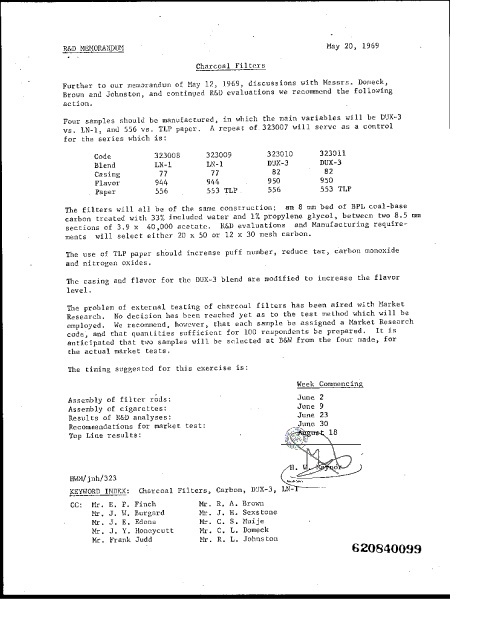 R&D MEMORANDUM
May 20, 1969
Charcoal Filters
Further to our memorandum of May 12, 1969, discussions with Messrs. Domeck,
Brown and Johnston, and continued R&D evaluations we recommend the following
action.
Four samples should be manufactured, in which the main variables will be DUX-3
vs. LN-1, and 556 vs. TLP paper. A repeat of 323007 will serve as a control
for the series which is:
Code 323008 323009 323010 323011
Blend LN-1 LN-1 DUX-3 DUX-3
Casing 77 77 82 82
Flavor 944 944 950 950
Paper 556 553 TLP 556 553 TLP
The filters will all be of the same construction: an 8 mm bed of BPL coal-base
carbon treated with 33% included water and 1% propylene glycol, between two 8.5 mm
sections of 3.9 x 40,000 acetate. R&D evaluations and Manufacturing require-
ments will select either 20 x 50 or 12 x 30 mesh carbon.
The use of TLP paper should increase puff number, reduce tar, carbon monoxide
and nitrogen oxides.
The casing and flavor for the DUX-3 blend are modified to increase the flavor
level.
The problem of external testing of charcoal filters has been aired with Market
Research. No decision has been reached yet as to the test method which will be
employed. We recommend, however, that each sample be assigned a Market Research
code, and that quantities sufficient for 100 respondents be prepared. It is
anticipated that two samples will be selected at B&W from the four made, for
the actual market tests.
The timing suggested for this exercise is:
Week Commencing
Assembly of filter rods: June 2
Assembly of cigarettes: June 9
Results of R&D analyses: June 23
Recommendations for market test: June 30
Top Line results: August 18
H. W.
/jnh/323
KEYWORD INDEX: Charcoal Filters, Carbon, DUX-3, LN-1
CC: Mr. E. F. Finch Mr. R. A. Brown
Mr. J. W. Burgard Mr. J. H. Sexstone
Mr. J. E. Edens Mr. C. S. Muije
Mr. J. Y. Honeycutt Mr. C. L. Domeck
Mr. Frank Judd Mr. R. L. Johnston
620840099